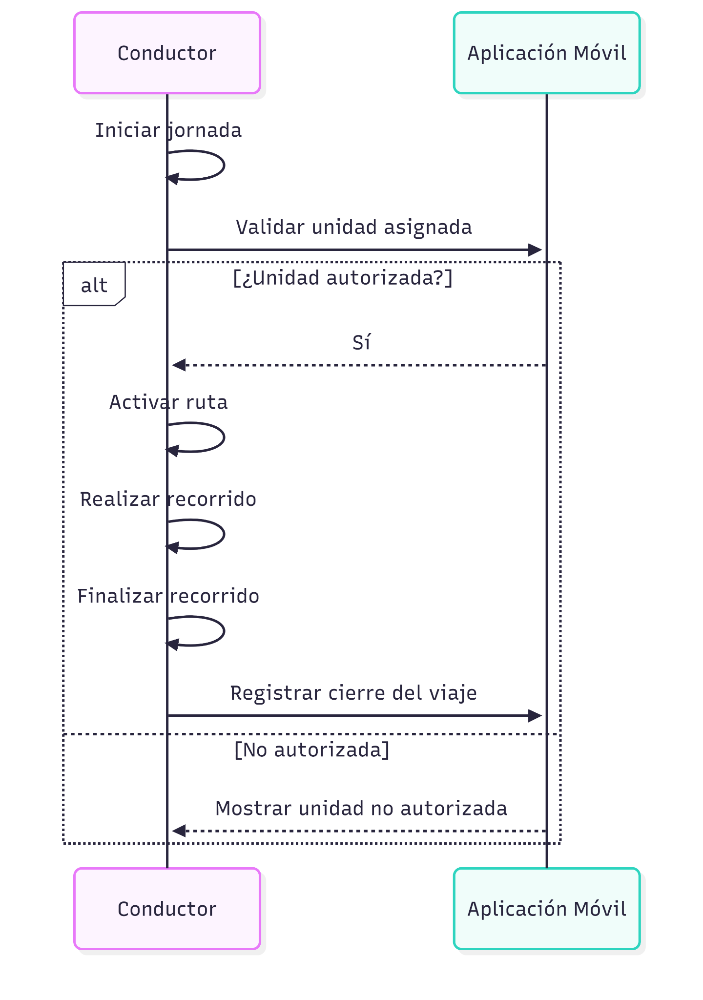 Conductor
Aplicación Móvil
Iniciar jornada
Validar unidad asignada
alt
[¿Unidad autorizada?]
Sí
Activar ruta
Realizar recorrido
Finalizar recorrido
Registrar cierre del viaje
[No autorizada]
Mostrar unidad no autorizada
Conductor
Aplicación Móvil